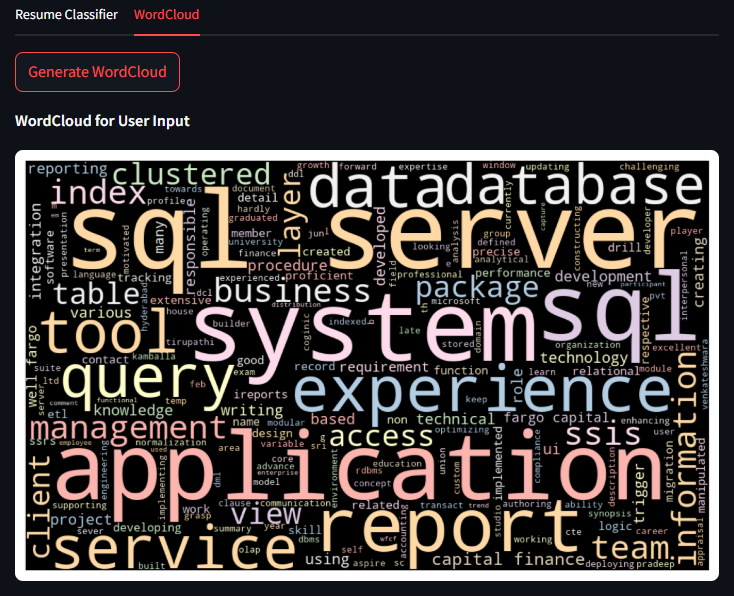 Resume Classifier WordCloud
Generate WordCloud
WordCloud for User Input
reporting clustered growth forward expertise window updating challenging
ddl
index towards document data database
profile detail
hardly
graduated
sql server
layer
many responsible operating member jun
university
finance created
developed
currently
capture
group
defined
precise
analytical
looking analysis
constructing
drill developer player
integration software presentation motivated
term
language tracking procedure
experienced proficient
field professional performance development
new participant
pvt interpersonal creating
table extensive business package
hyderabad house
distribution
th microsoft
various builder
tool system sql
tirupathi coginic indexed
late stored domain
organization
technology
respective excellent
contact kamballa good record requirement function role learn relational module
well fargo suite
ltd
server
query exam
feb ireports
experience
keep
venkateshwara
comment functional temp
etl knowledge writing based non technical fargo capital enhancing
name modular
management design access optimizing
ssis user
ssrs employee normalization area variable sri
ui
information
application
engineering used
implementing
core
advance
enterprise
model
dml
education
rdbms
concept
environment
union
custom
implemented
compliance
description
trigger
migration
manipulated
client supporting work clause communication related transact trend authoring ability
project grasp view year skill
accounting
report
studio
synopsis
logic career
sever developing summary
service olap dbms
using
self wfcf
cte
working
team
appraisal
built aspire sc capital finance deploying pradeep